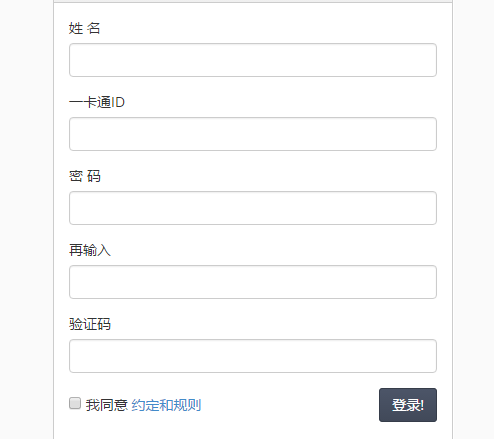 姓 名
一卡通ID
密 码
再输入
验证码
我同意 约定和规则
登录!